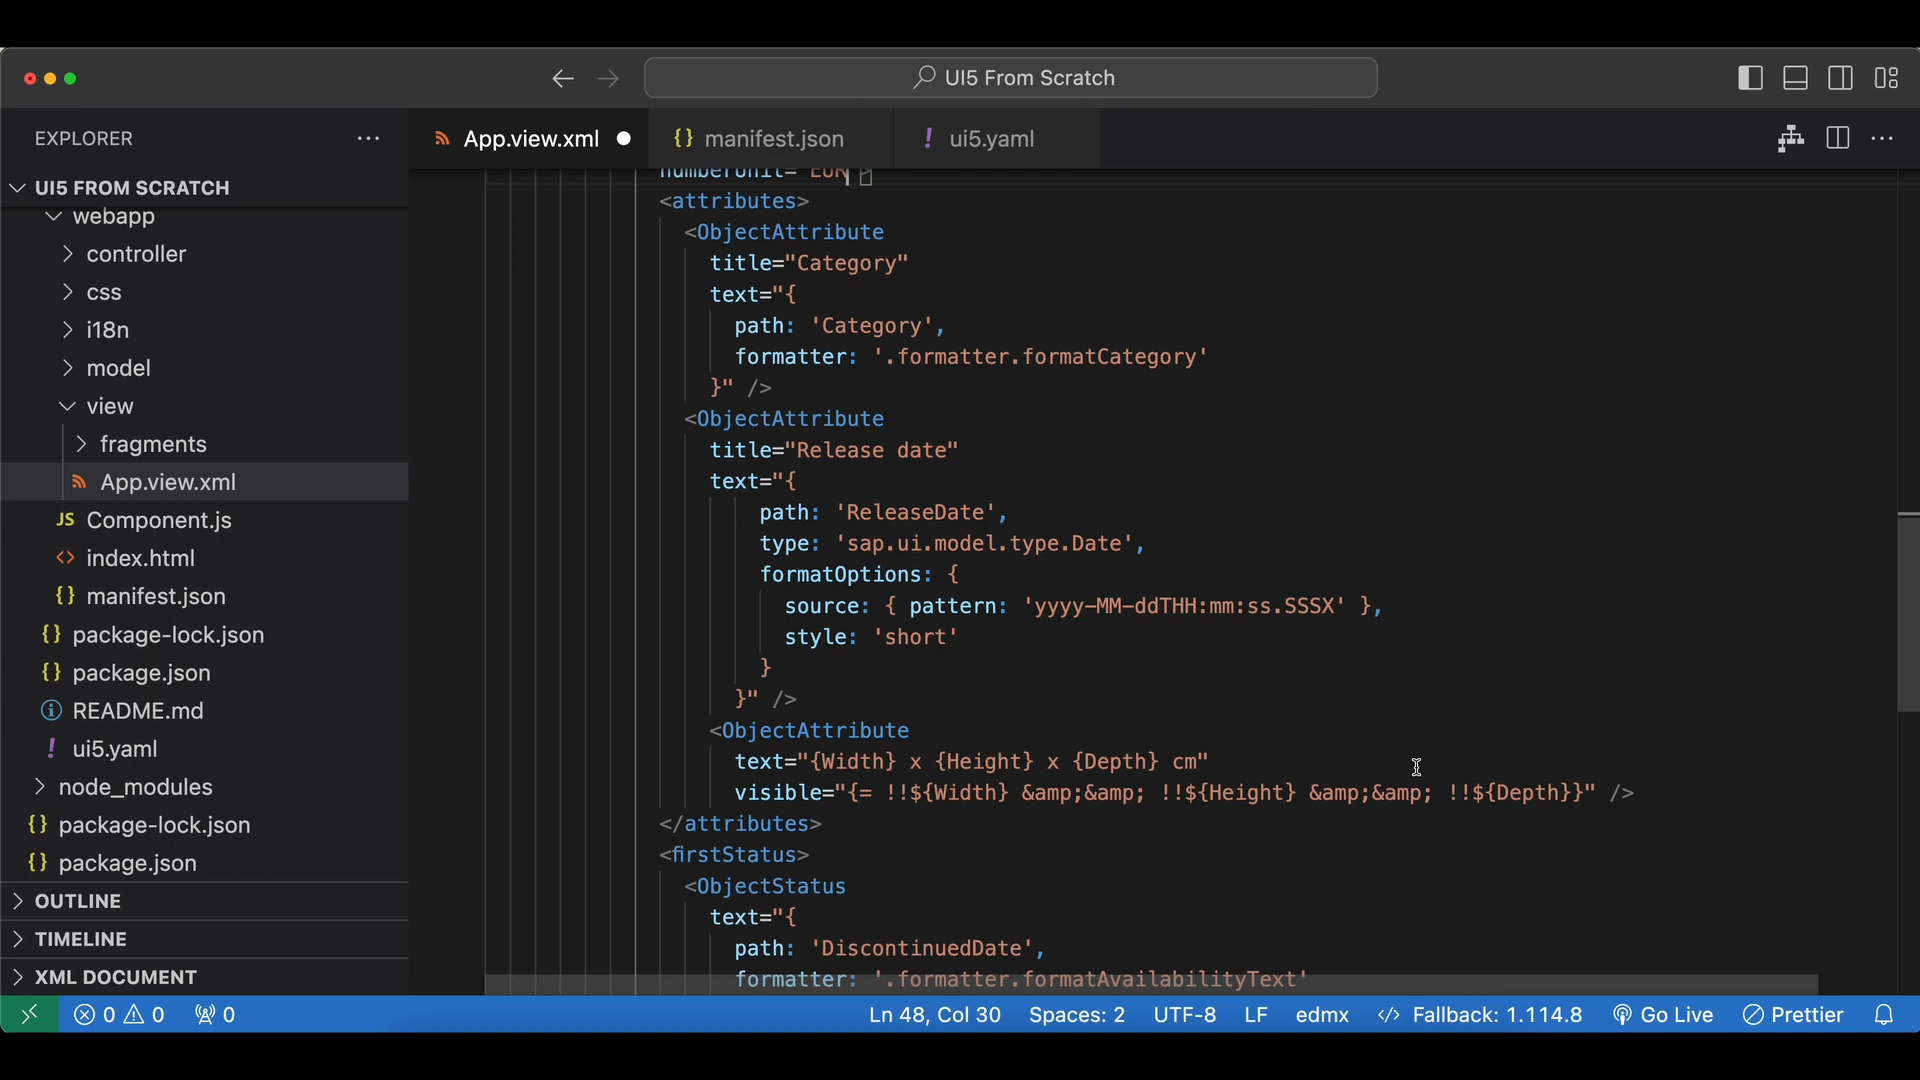 UI5 From Scratch
EXPLORER
App.view.xml
manifest.json
ui5.yaml
UI5 FROM SCRATCH
webapp
controller
css
i18n
model
view
fragments
App.view.xml
Component.js
index.html
manifest.json
package-lock.json
package.json
README.md
ui5.yaml
node_modules
package-lock.json
package.json
OUTLINE
TIMELINE
XML DOCUMENT
numberUnit="EUR">
<attributes>
<ObjectAttribute
title="Category"
text="{
path: 'Category',
formatter: '.formatter.formatCategory'
}" />
<ObjectAttribute
title="Release date"
text="{
path: 'ReleaseDate',
type: 'sap.ui.model.type.Date',
formatOptions: {
source: { pattern: 'yyyy-MM-ddTHH:mm:ss.SSSX' },
style: 'short'
}
}" />
<ObjectAttribute
text="{Width} x {Height} x {Depth} cm"
visible="{= !!${Width} &amp;&amp; !!${Height} &amp;&amp; !!${Depth}}" />
</attributes>
<firstStatus>
<ObjectStatus
text="{
path: 'DiscontinuedDate',
formatter: '.formatter.formatAvailabilityText'
0 0 0 Ln 48, Col 30 Spaces: 2 UTF-8 LF edmx Fallback: 1.114.8 Go Live Prettier